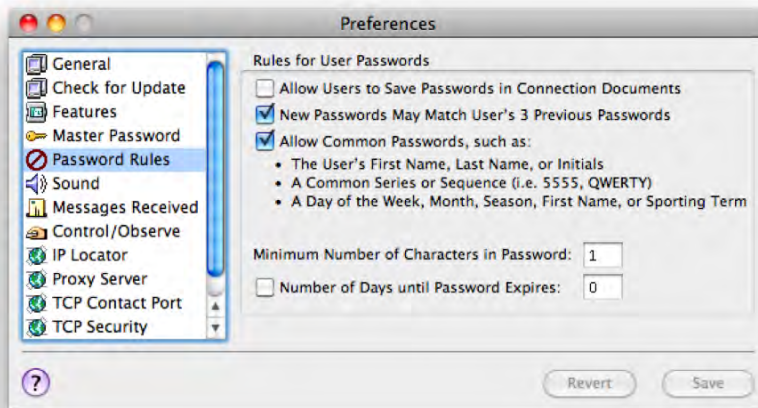 Preferences
General
Check for Update
Features
Master Password
Password Rules
Sound
Messages Received
Control/Observe
IP Locator
Proxy Server
TCP Contact Port
TCP Security
Rules for User Passwords
Allow Users to Save Passwords in Connection Documents
New Passwords May Match User's 3 Previous Passwords
Allow Common Passwords, such as:
• The User's First Name, Last Name, or Initials
• A Common Series or Sequence (i.e. 5555, QWERTY)
• A Day of the Week, Month, Season, First Name, or Sporting Term
Minimum Number of Characters in Password: 1
Number of Days until Password Expires: 0
?
Revert
Save